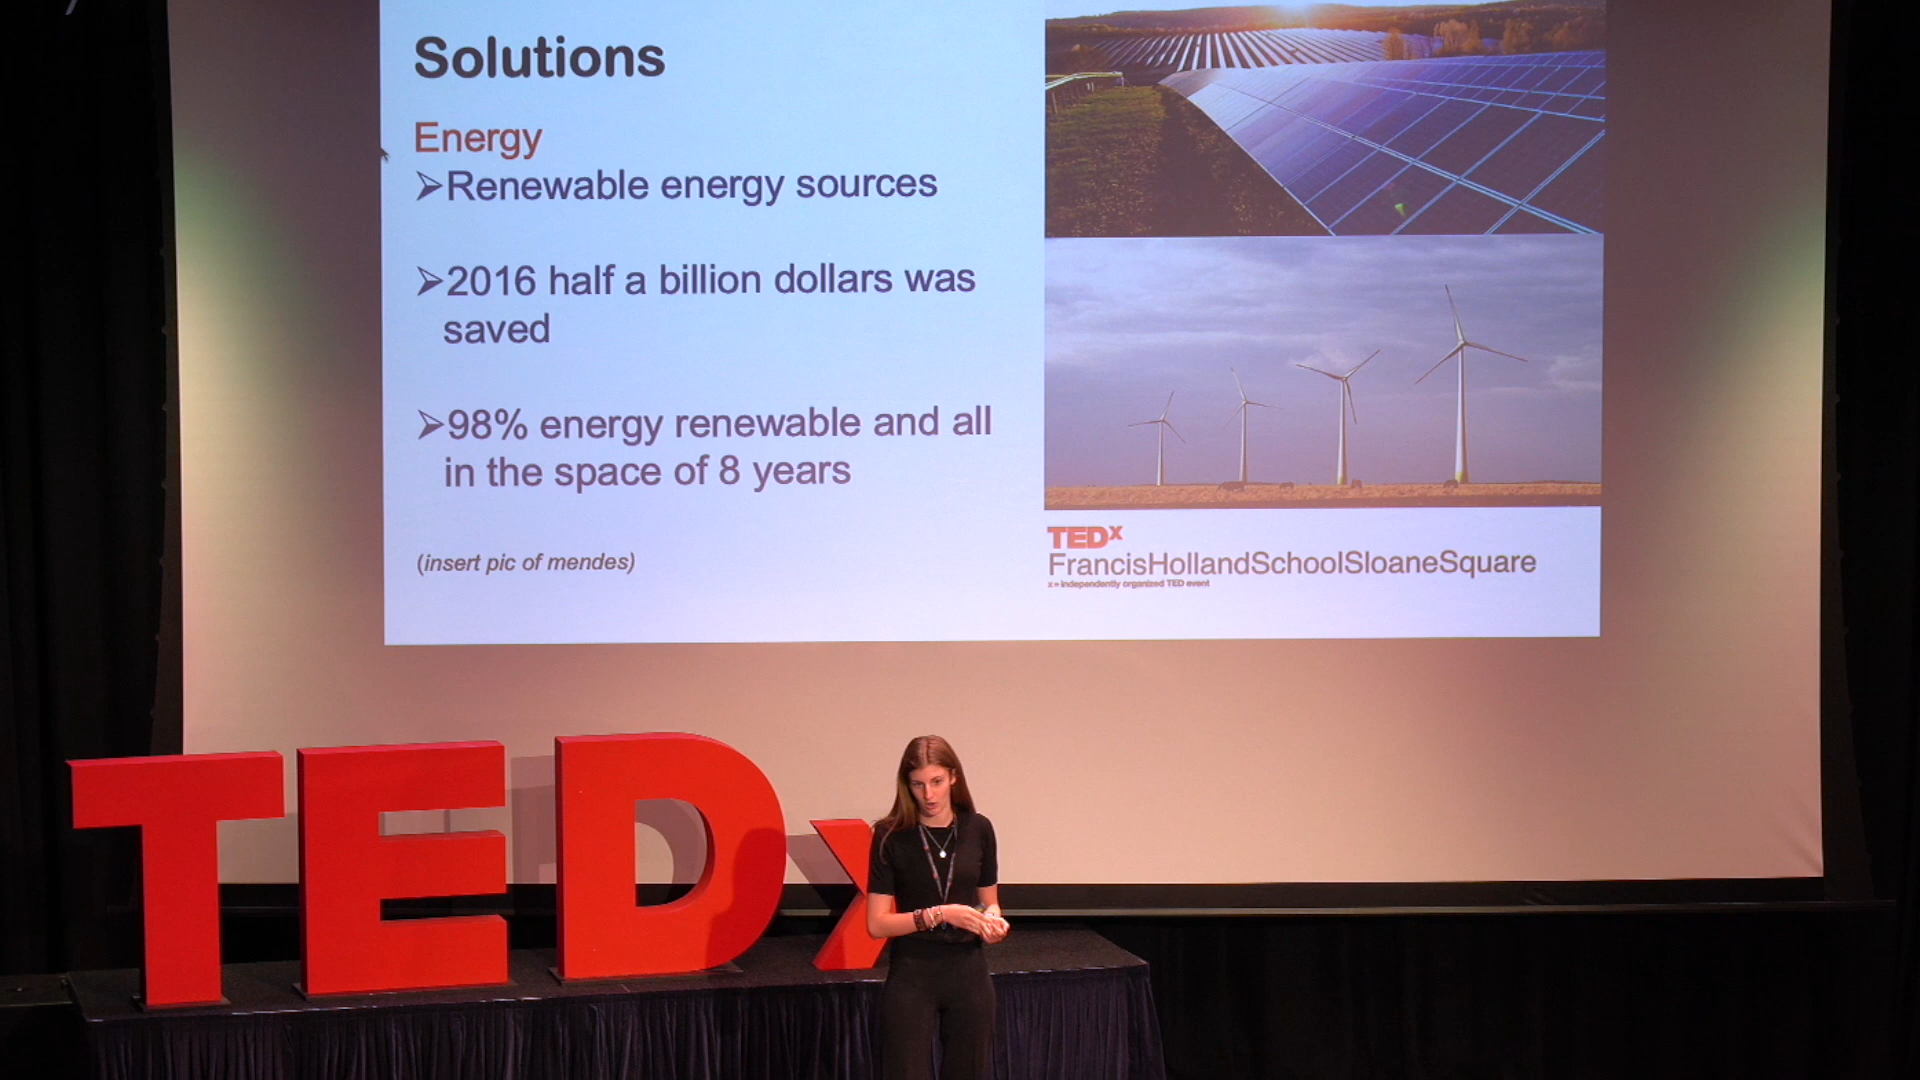 Solutions
Energy
➢Renewable energy sources
➢2016 half a billion dollars was
saved
➢98% energy renewable and all
in the space of 8 years
(insert pic of mendes)
TEDx
FrancisHollandSchoolSloaneSquare
x = independently organized TED event
TEDx